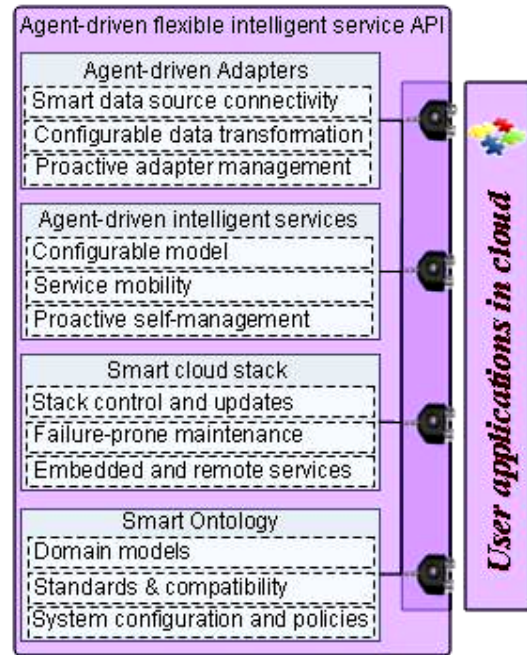 Agent-driven flexible intelligent service API
Agent-driven Adapters
Smart data source connectivity
Configurable data transformation
Proactive adapter management
Agent-driven intelligent services
Configurable model
Service mobility
Proactive self-management
Smart cloud stack
Stack control and updates
Failure-prone maintenance
Embedded and remote services
Smart Ontology
Domain models
Standards & compatibility
System configuration and policies
User applications in cloud